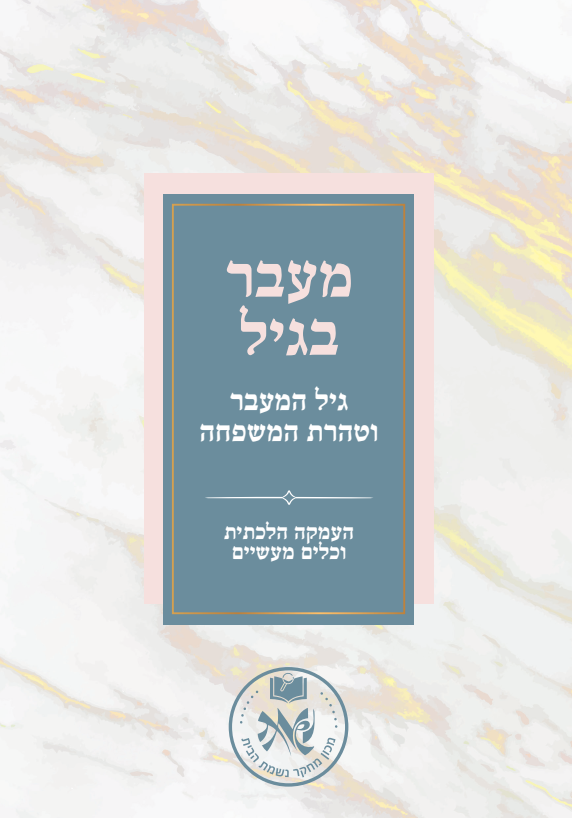 מעבר
בגיל
גיל המעבר
וטהרת המשפחה
העמקה הלכתית
וכלים מעשיים
מכון מחקר נשמת הבית